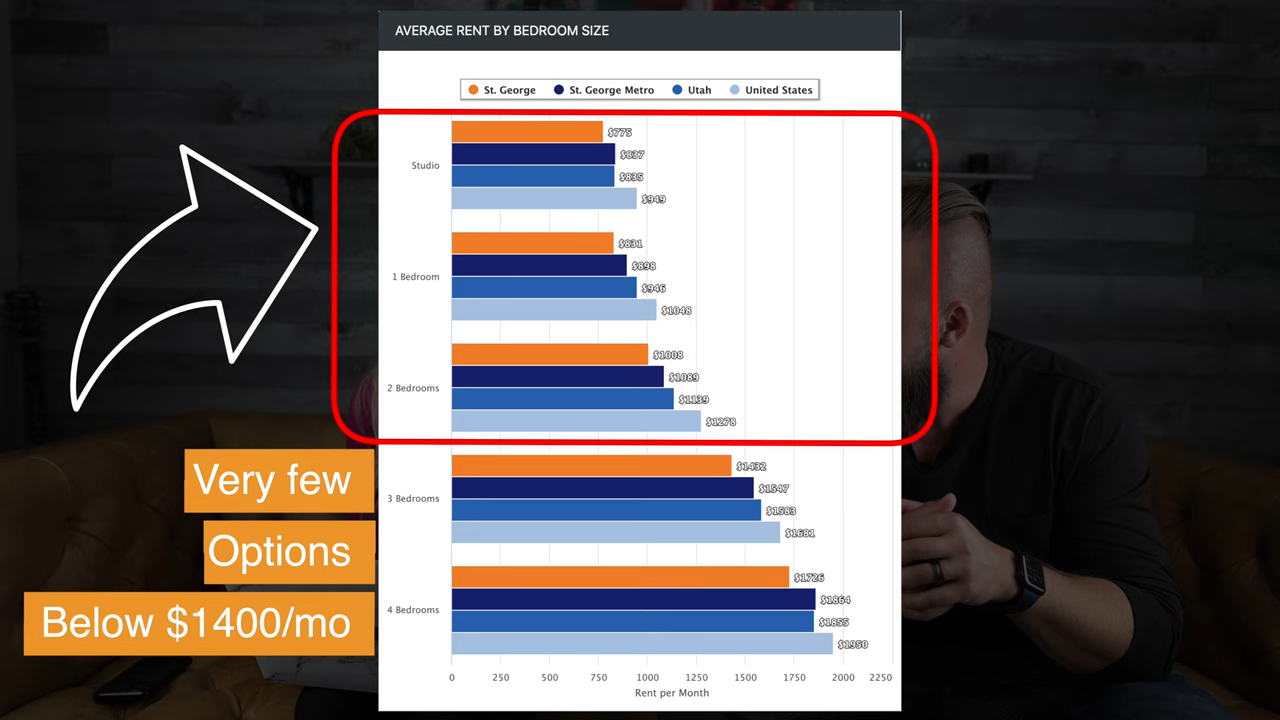 AVERAGE RENT BY BEDROOM SIZE
St. George St. George Metro Utah United States
Studio
$775
$837
$835
$949
1 Bedroom
$831
$898
$946
$1048
2 Bedrooms
$1008
$1089
$1139
$1278
3 Bedrooms
$1432
$1547
$1583
$1681
4 Bedrooms
$1726
$1864
$1855
$1950
0 250 500 750 1000 1250 1500 1750 2000 2250
Rent per Month
Very few
Options
Below $1400/mo